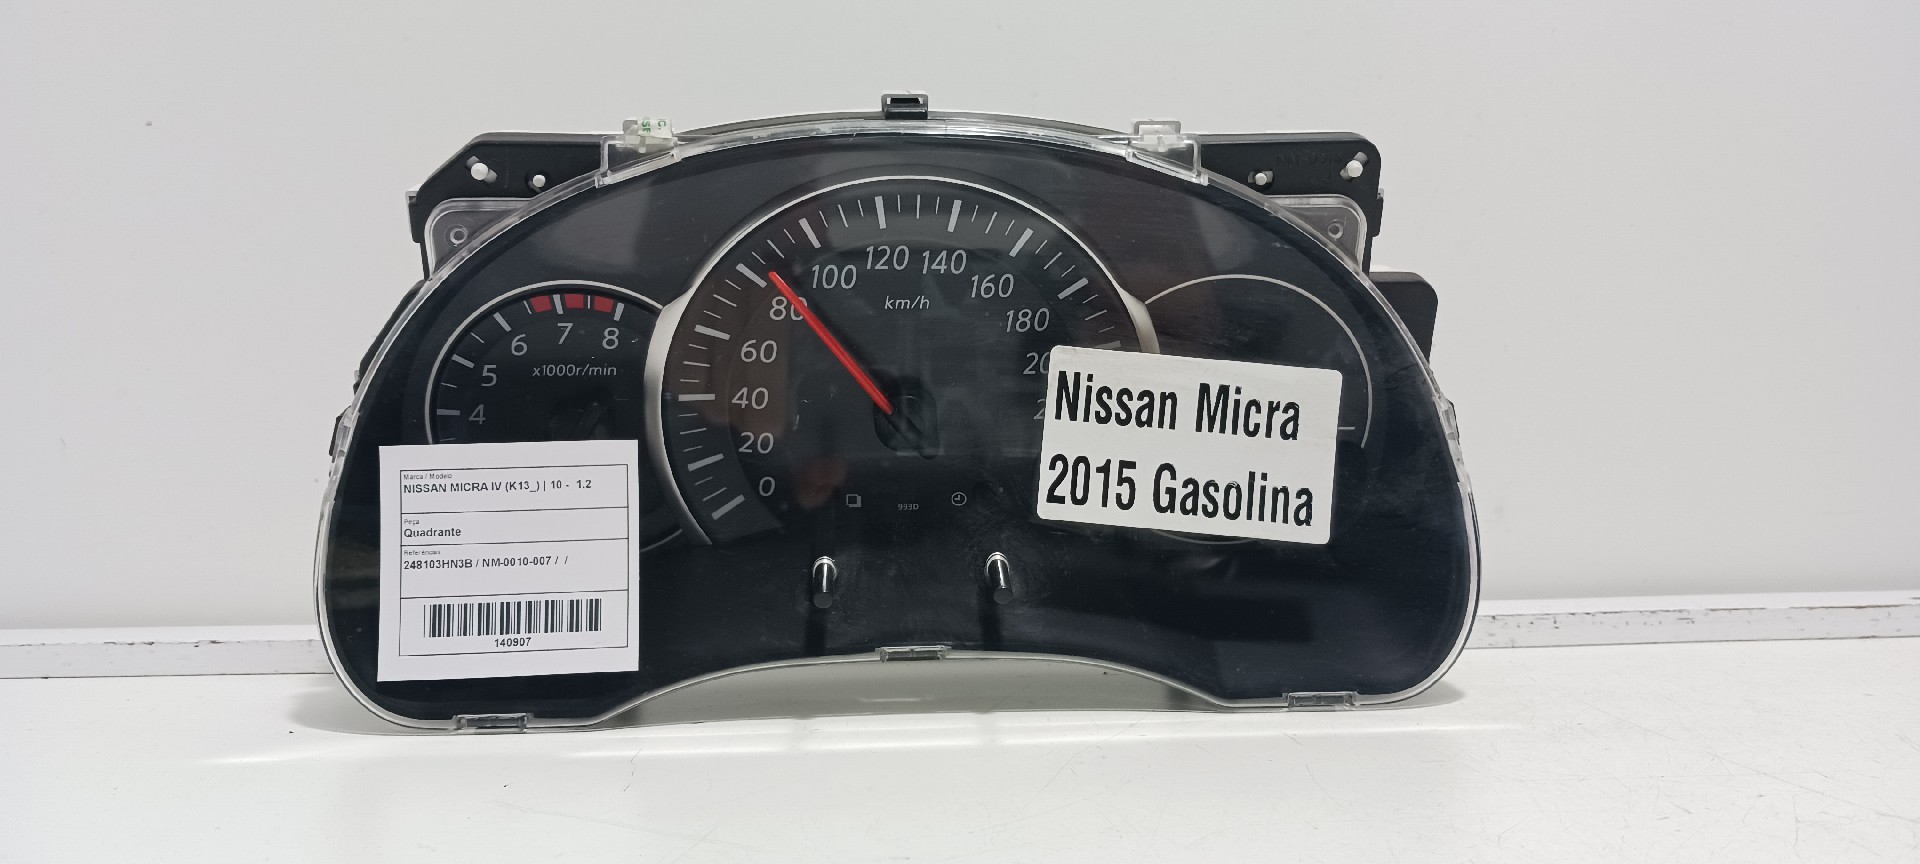 6 7 8
5
x1000r/min
4
100 120 140
80 160
km/h
180
60
40
20
0
993D
Nissan Micra
2015 Gasolina
Marca / Modelo
NISSAN MICRA IV (K13_) | 10 - 1.2
Peça
Quadrante
Referências
248103HN3B / NM-0010-007 / /
140907